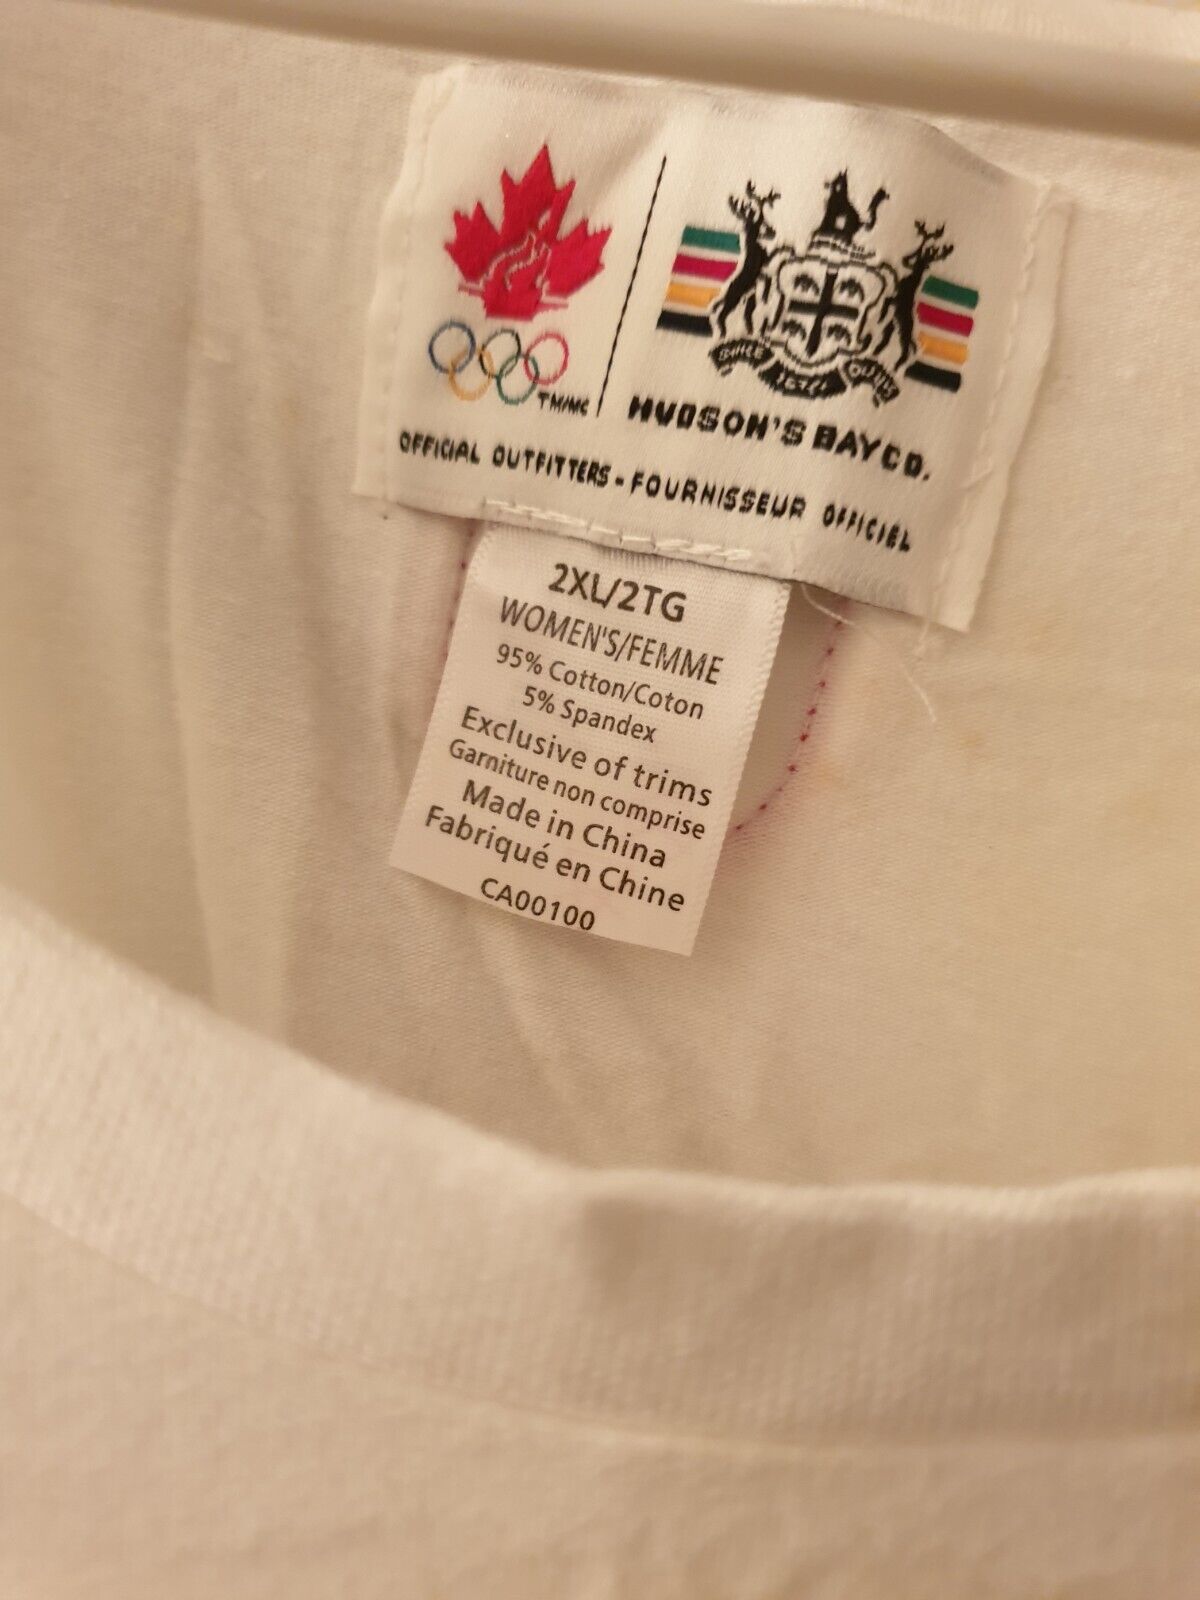 TM/MC
HUDSON'S BAY CO.
OFFICIAL OUTFITTERS - FOURNISSEUR OFFICIEL
2XL/2TG
WOMEN'S/FEMME
95% Cotton/Coton
5% Spandex
Exclusive of trims
Garniture non comprise
Made in China
Fabriqué en Chine
CA00100